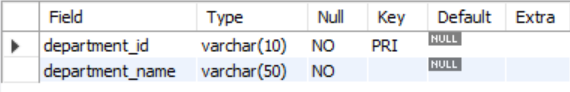 Field Type Null Key Default Extra
department_id varchar(10) NO PRI NULL
department_name varchar(50) NO NULL